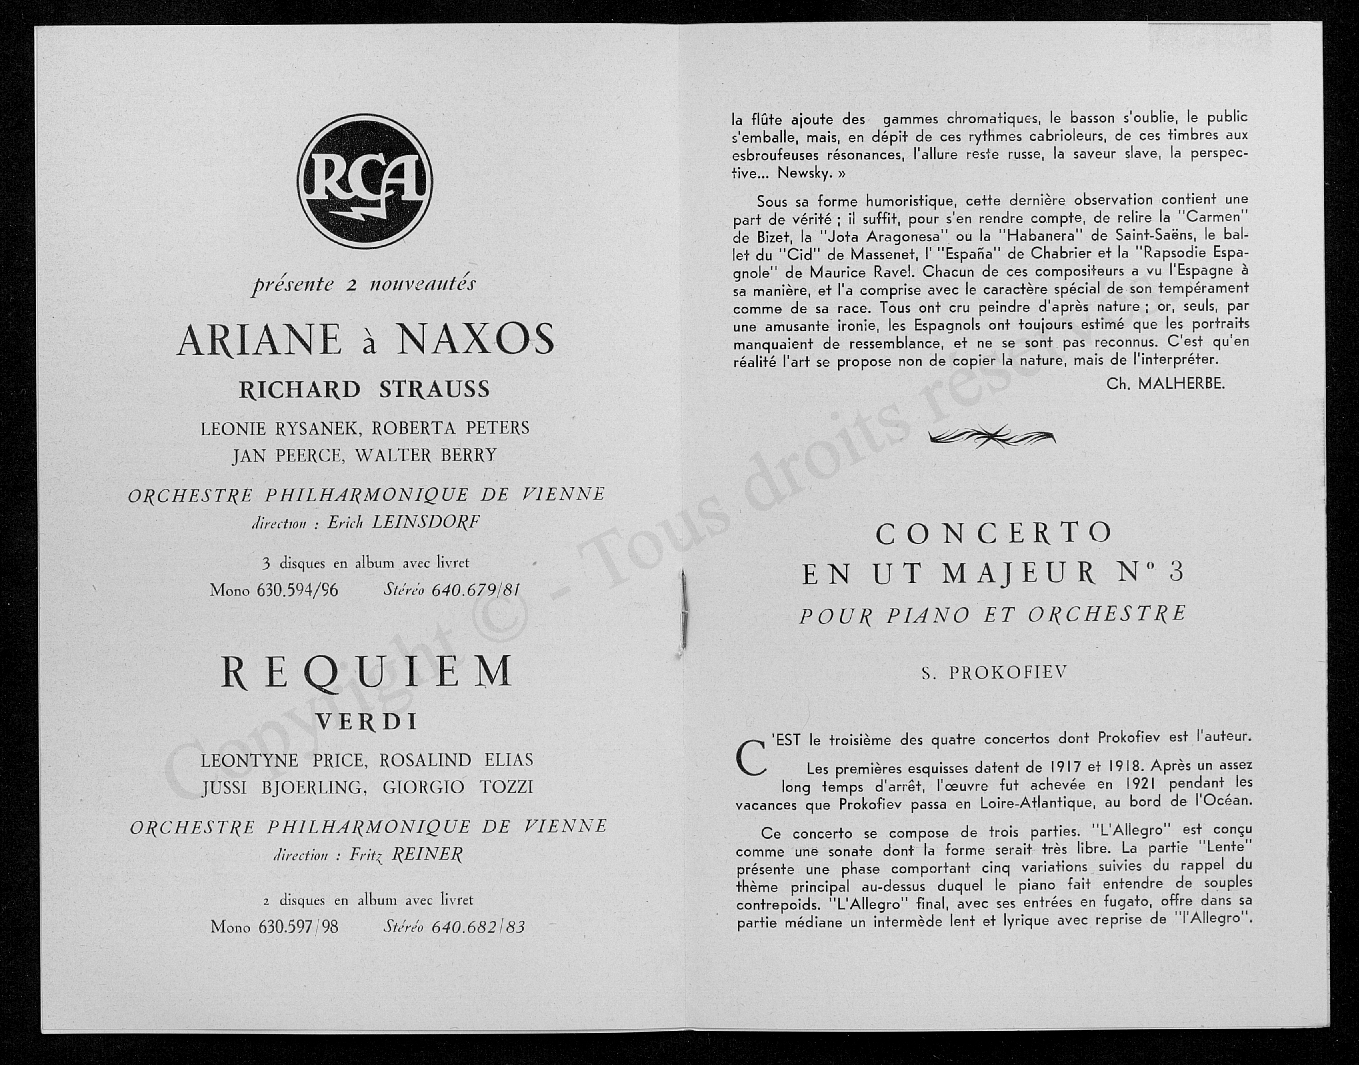 RCA
présente 2 nouveautés
ARIANE à NAXOS
RICHARD STRAUSS
LEONIE RYSANEK, ROBERTA PETERS
JAN PEERCE, WALTER BERRY
ORCHESTRE PHILHARMONIQUE DE VIENNE
direction : Erich LEINSDORF
3 disques en album avec livret
Mono 630.594/96 Stéréo 640.679/81
REQUIEM
VERDI
LEONTYNE PRICE, ROSALIND ELIAS
JUSSI BJOERLING, GIORGIO TOZZI
ORCHESTRE PHILHARMONIQUE DE VIENNE
direction : Fritz REINER
2 disques en album avec livret
Mono 630.597/98 Stéréo 640.682/83
la flûte ajoute des gammes chromatiques, le basson s'oublie, le public
s'emballe, mais, en dépit de ces rythmes cabrioleurs, de ces timbres aux
esbroufeuses résonances, l'allure reste russe, la saveur slave, la perspec-
tive... Newsky. »
Sous sa forme humoristique, cette dernière observation contient une
part de vérité ; il suffit, pour s'en rendre compte, de relire la "Carmen"
de Bizet, la "Jota Aragonesa" ou la "Habanera" de Saint-Saëns, le bal-
let du "Cid" de Massenet, l' "España" de Chabrier et la "Rapsodie Espa-
gnole" de Maurice Ravel. Chacun de ces compositeurs a vu l'Espagne à
sa manière, et l'a comprise avec le caractère spécial de son tempérament
comme de sa race. Tous ont cru peindre d'après nature ; or, seuls, par
une amusante ironie, les Espagnols ont toujours estimé que les portraits
manquaient de ressemblance, et ne se sont pas reconnus. C'est qu'en
réalité l'art se propose non de copier la nature, mais de l'interpréter.
Ch. MALHERBE.
CONCERTO
EN UT MAJEUR N° 3
POUR PIANO ET ORCHESTRE
S. PROKOFIEV
C'EST le troisième des quatre concertos dont Prokofiev est l'auteur.
Les premières esquisses datent de 1917 et 1918. Après un assez
long temps d'arrêt, l'œuvre fut achevée en 1921 pendant les
vacances que Prokofiev passa en Loire-Atlantique, au bord de l'Océan.
Ce concerto se compose de trois parties. "L'Allegro" est conçu
comme une sonate dont la forme serait très libre. La partie "Lente"
présente une phase comportant cinq variations suivies du rappel du
thème principal au-dessus duquel le piano fait entendre de souples
contrepoids. "L'Allegro" final, avec ses entrées en fugato, offre dans sa
partie médiane un intermède lent et lyrique avec reprise de "l'Allegro".
Copyright © - Tous droits réservés